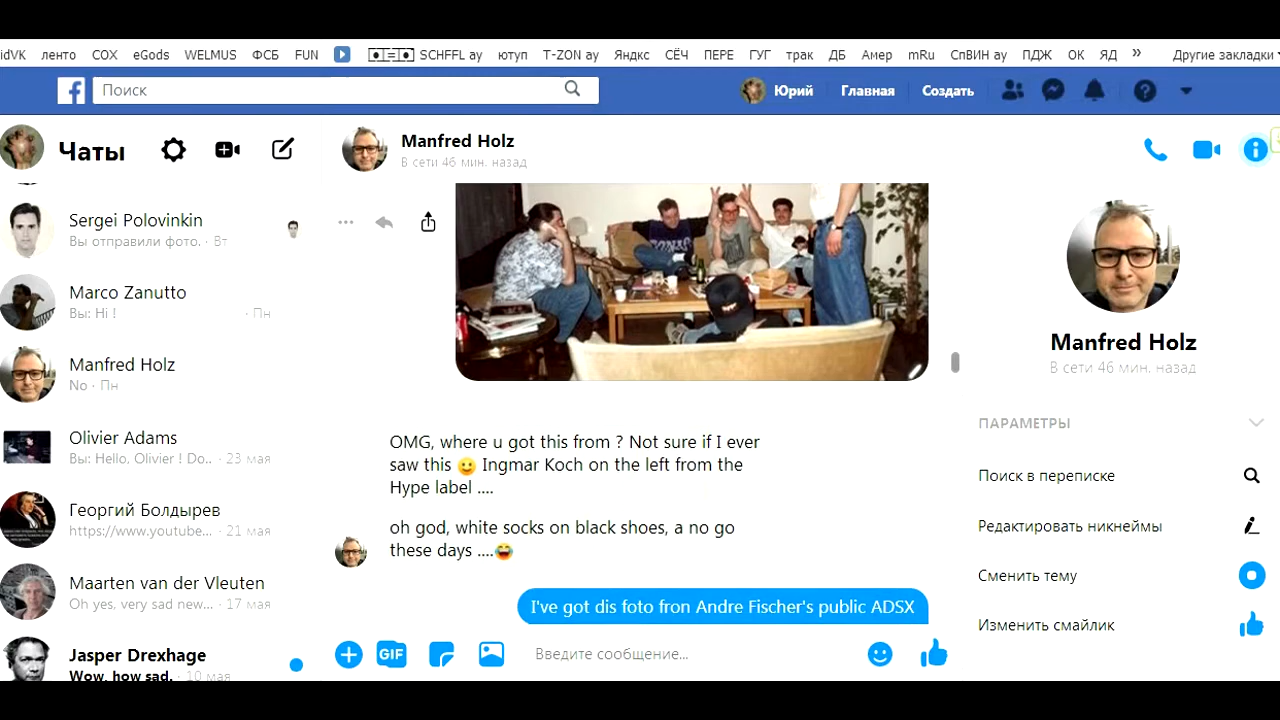 idVK ленто СОХ eGods WELMUS ФСБ FUN SCHFFL ау ютуп T-ZON ау Яндкс СЁЧ ПЕРЕ ГУГ трак ДБ Амер mRu СпВИН ау ПДЖ ОК ЯД » Другие закладки
Поиск
Юрий Главная Создать
Чаты
Manfred Holz
В сети 46 мин. назад
Sergei Polovinkin
Вы отправили фото. · Вт
Marco Zanutto
Вы: Hi ! · Пн
Manfred Holz
No · Пн
Olivier Adams
Вы: Hello, Olivier ! Do.. · 23 мая
Георгий Болдырев
https://www.youtube... · 21 мая
Maarten van der Vleuten
Oh yes, very sad new... · 17 мая
Jasper Drexhage
Wow, how sad. · 10 мая
OMG, where u got this from ? Not sure if I ever
saw this 🙂 Ingmar Koch on the left from the
Hype label ....
oh god, white socks on black shoes, a no go
these days ....😂
I've got dis foto fron Andre Fischer's public ADSX
GIF
Введите сообщение...
Manfred Holz
В сети 46 мин. назад
ПАРАМЕТРЫ
Поиск в переписке
Редактировать никнеймы
Сменить тему
Изменить смайлик